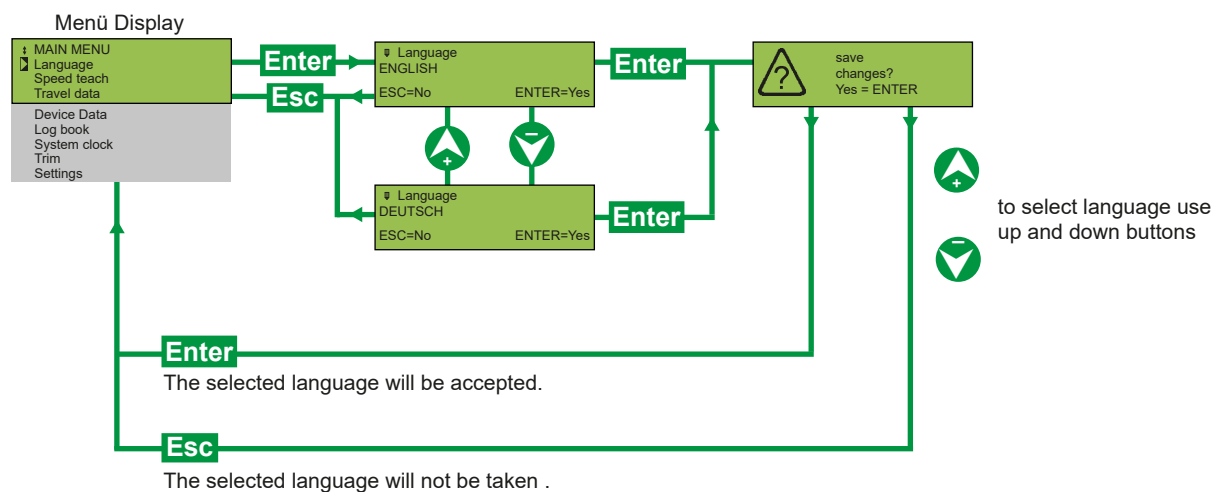 Menü Display
MAIN MENU
Language
Speed teach
Travel data
Device Data
Log book
System clock
Trim
Settings
Enter
Esc
Language
ENGLISH
ESC=No ENTER=Yes
+
−
Language
DEUTSCH
ESC=No ENTER=Yes
Enter
Enter
?
save
changes?
Yes = ENTER
+
−
to select language use
up and down buttons
Enter
The selected language will be accepted.
Esc
The selected language will not be taken .